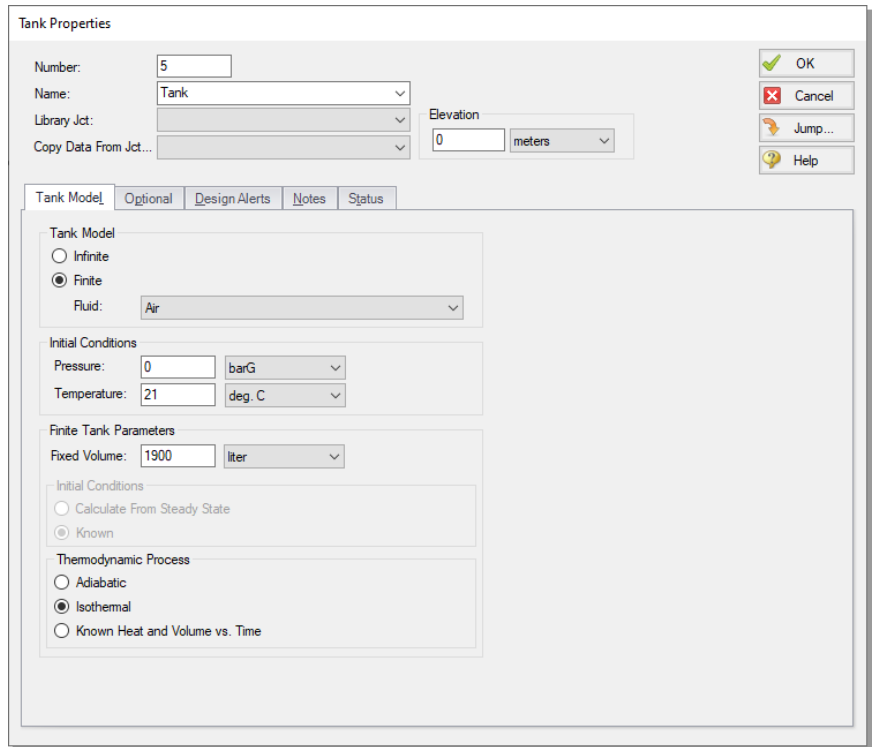 Tank Properties
Number: 5
OK
Name: Tank
Cancel
Library Jct:
Elevation
0 meters
Jump...
Copy Data From Jct...
Help
Tank Model Optional Design Alerts Notes Status
Tank Model
Infinite
Finite
Fluid: Air
Initial Conditions
Pressure: 0 barG
Temperature: 21 deg. C
Finite Tank Parameters
Fixed Volume: 1900 liter
Initial Conditions
Calculate From Steady State
Known
Thermodynamic Process
Adiabatic
Isothermal
Known Heat and Volume vs. Time